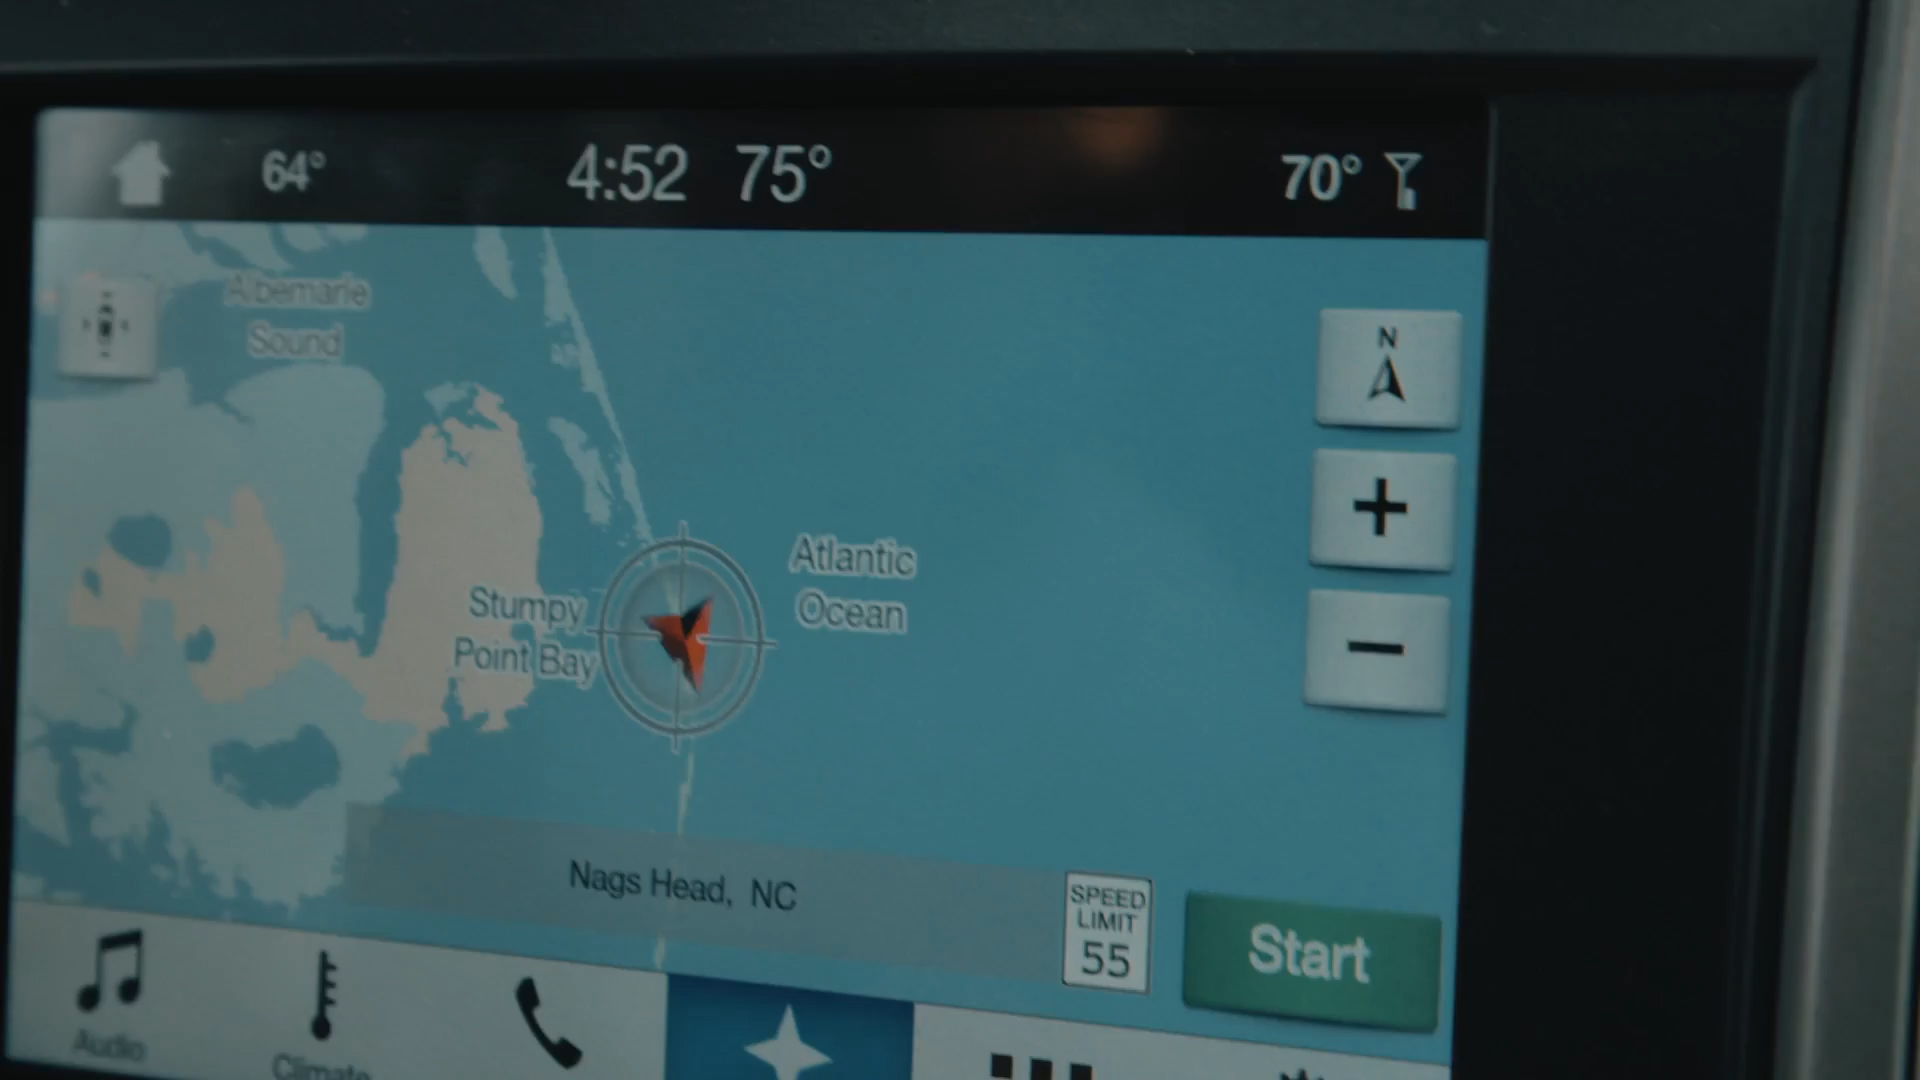 64°
4:52 75°
70°
Albemarle
Sound
N
Atlantic
Ocean
Stumpy
Point Bay
Nags Head, NC
SPEED
LIMIT
55
Start
Audio
Climate